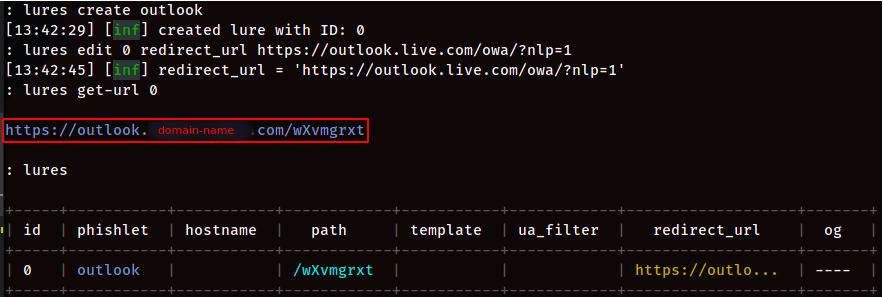 : lures create outlook
[13:42:29] [inf] created lure with ID: 0
: lures edit 0 redirect_url https://outlook.live.com/owa/?nlp=1
[13:42:45] [inf] redirect_url = 'https://outlook.live.com/owa/?nlp=1'
: lures get-url 0
https://outlook. domain-name .com/wXvmgrxt
: lures
+-----+-----------+-----------+------------+-----------+------------+------------------+-------+
| id | phishlet | hostname | path | template | ua_filter | redirect_url | og |
+-----+-----------+-----------+------------+-----------+------------+------------------+-------+
| 0 | outlook | | /wXvmgrxt | | | https://outlo... | ---- |
+-----+-----------+-----------+------------+-----------+------------+------------------+-------+